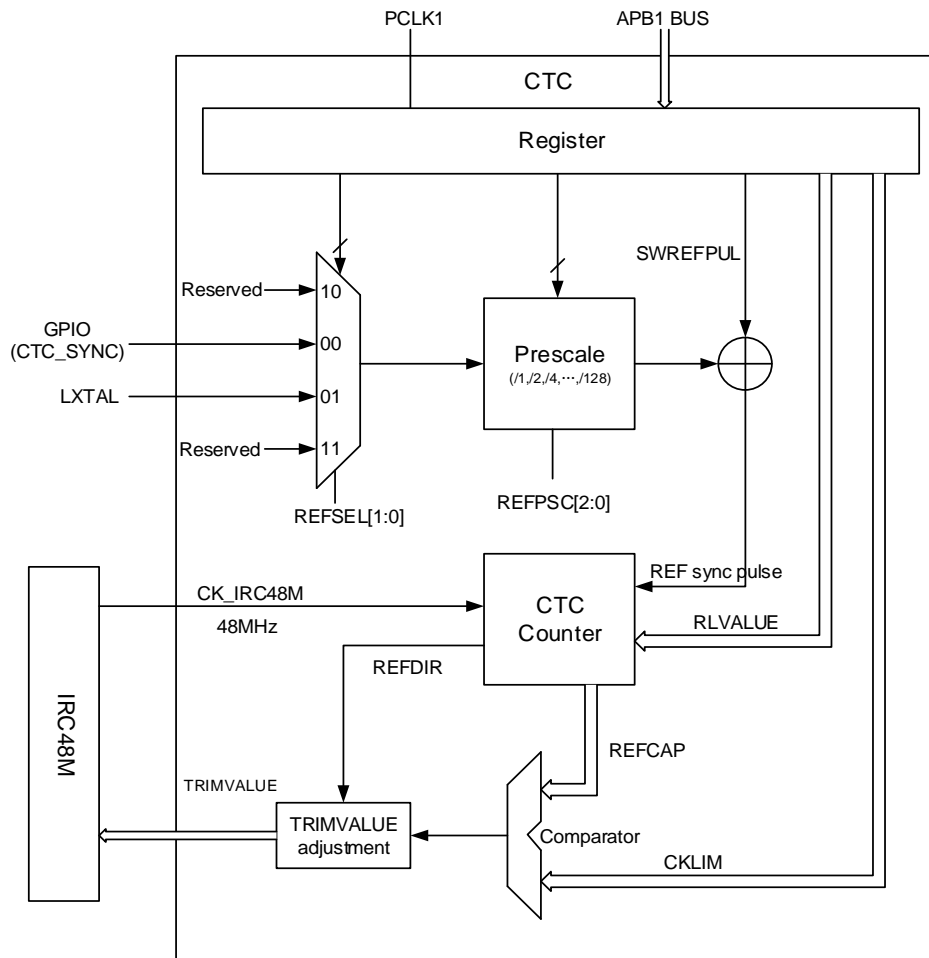 PCLK1
APB1 BUS
CTC
Register
SWREFPUL
Reserved
10
GPIO
(CTC_SYNC)
00
Prescale
(/1,/2,/4,···,/128)
LXTAL
01
Reserved
11
REFSEL[1:0]
REFPSC[2:0]
REF sync pulse
CK_IRC48M
48MHz
CTC
Counter
RLVALUE
REFDIR
IRC48M
REFCAP
TRIMVALUE
TRIMVALUE
adjustment
Comparator
CKLIM